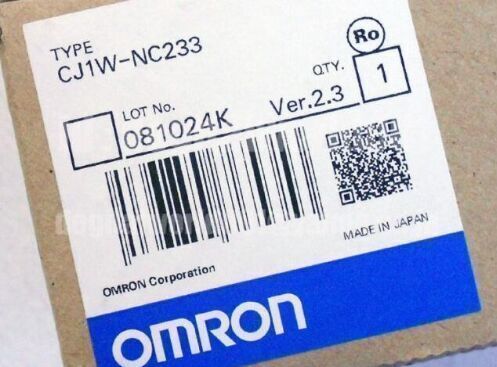 TYPE
CJ1W-NC233
Ro
LOT No.
081024K
Ver.2.3
QTY.
1
MADE IN JAPAN
OMRON Corporation
OMRON